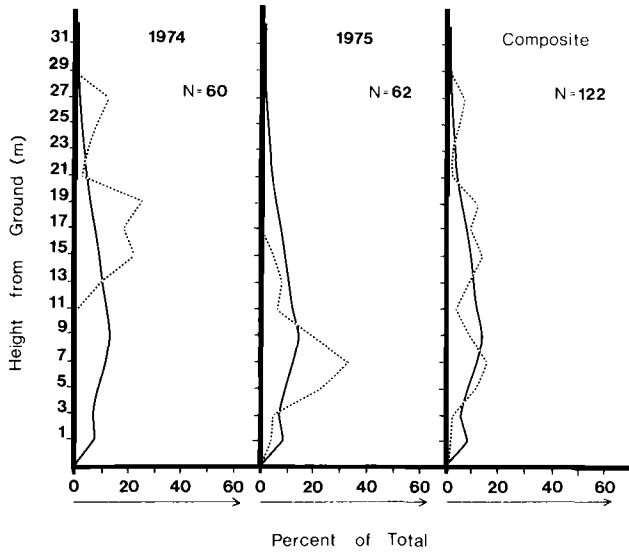 1974
1975
Composite
N=60
N=62
N=122
Height from Ground (m)
31
29
27
25
23
21
19
17
15
13
11
9
7
5
3
1
0 20 40 60
0 20 40 60
0 20 40 60
Percent of Total